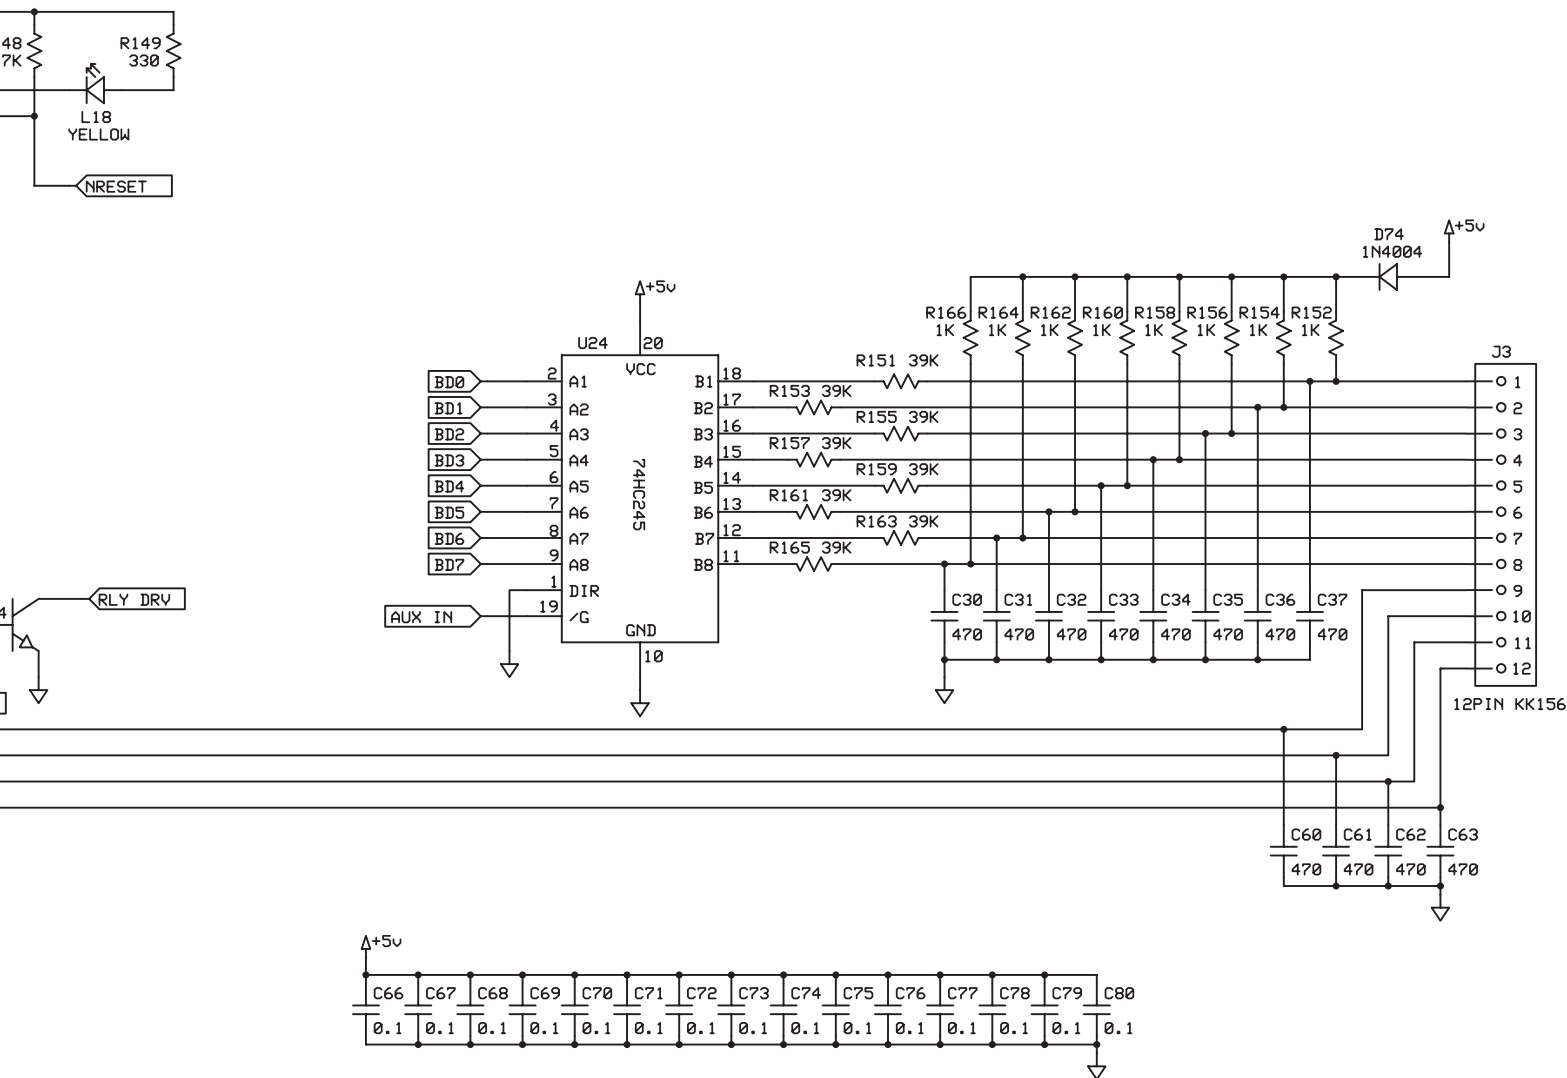 48
7K
R149
330
L18
YELLOW
NRESET
D74
1N4004
+5v
+5v
R166 R164 R162 R160 R158 R156 R154 R152
1K 1K 1K 1K 1K 1K 1K 1K
U24
20
VCC
J3
BD0 2 A1 B1 18 R151 39K 1
BD1 3 A2 B2 17 R153 39K 2
BD2 4 A3 B3 16 R155 39K 3
BD3 5 A4 B4 15 R157 39K 4
BD4 6 A5 B5 14 R159 39K 5
BD5 7 A6 B6 13 R161 39K 6
BD6 8 A7 B7 12 R163 39K 7
BD7 9 A8 B8 11 R165 39K 8
74HC245
1 DIR 9
AUX IN 19 /G 10
GND
10
11
12
12PIN KK156
4
RLY DRV
C30 C31 C32 C33 C34 C35 C36 C37
470 470 470 470 470 470 470 470
C60 C61 C62 C63
470 470 470 470
+5v
C66 C67 C68 C69 C70 C71 C72 C73 C74 C75 C76 C77 C78 C79 C80
0.1 0.1 0.1 0.1 0.1 0.1 0.1 0.1 0.1 0.1 0.1 0.1 0.1 0.1 0.1